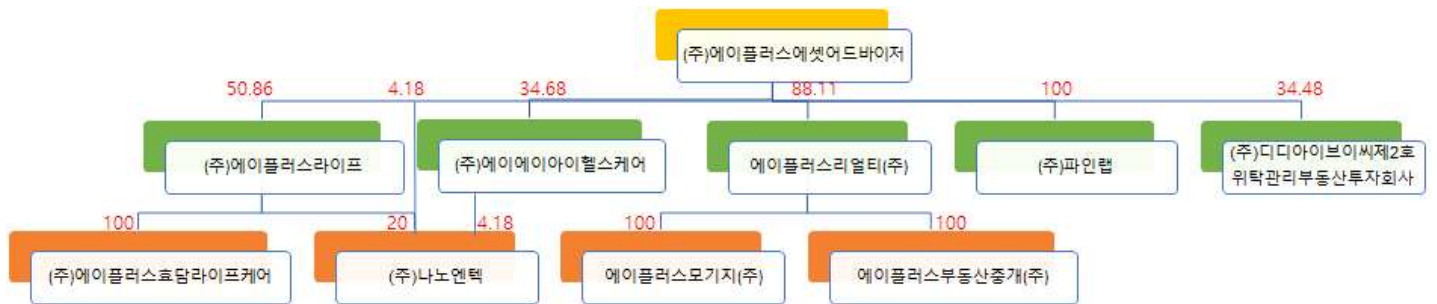 (주)에이플러스에셋어드바이저
50.86
4.18
34.68
88.11
100
34.48
(주)에이플러스라이프
(주)에이에이아이헬스케어
에이플러스리얼티(주)
(주)파인랩
(주)디디아이브이씨제2호
위탁관리부동산투자회사
100
20
4.18
100
100
(주)에이플러스효담라이프케어
(주)나노엔텍
에이플러스모기지(주)
에이플러스부동산중개(주)